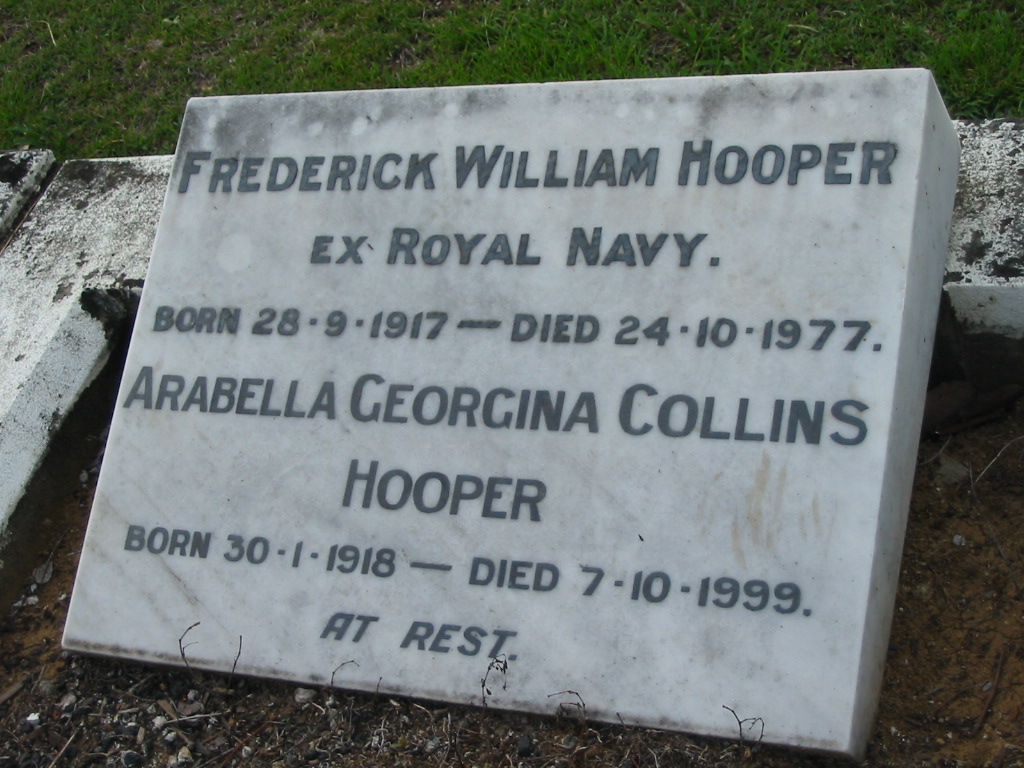 FREDERICK WILLIAM HOOPER
EX ROYAL NAVY.
BORN 28·9·1917 — DIED 24·10·1977.
ARABELLA GEORGINA COLLINS
HOOPER
BORN 30·1·1918 — DIED 7·10·1999.
AT REST.